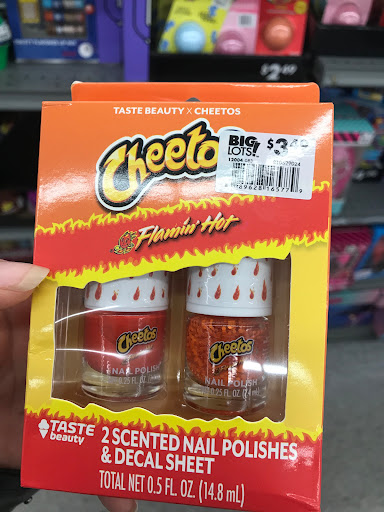 TASTE BEAUTY X CHEETOS
Cheeto
BIG LOTS!
Flamin' Hot
Cheetos
NAIL POLISH
0.25 FL. OZ.
Cheetos
NAIL POLISH
0.25 FL. OZ.
TASTE beauty
2 SCENTED NAIL POLISHES
& DECAL SHEET
TOTAL NET 0.5 FL. OZ. (14.8 mL)